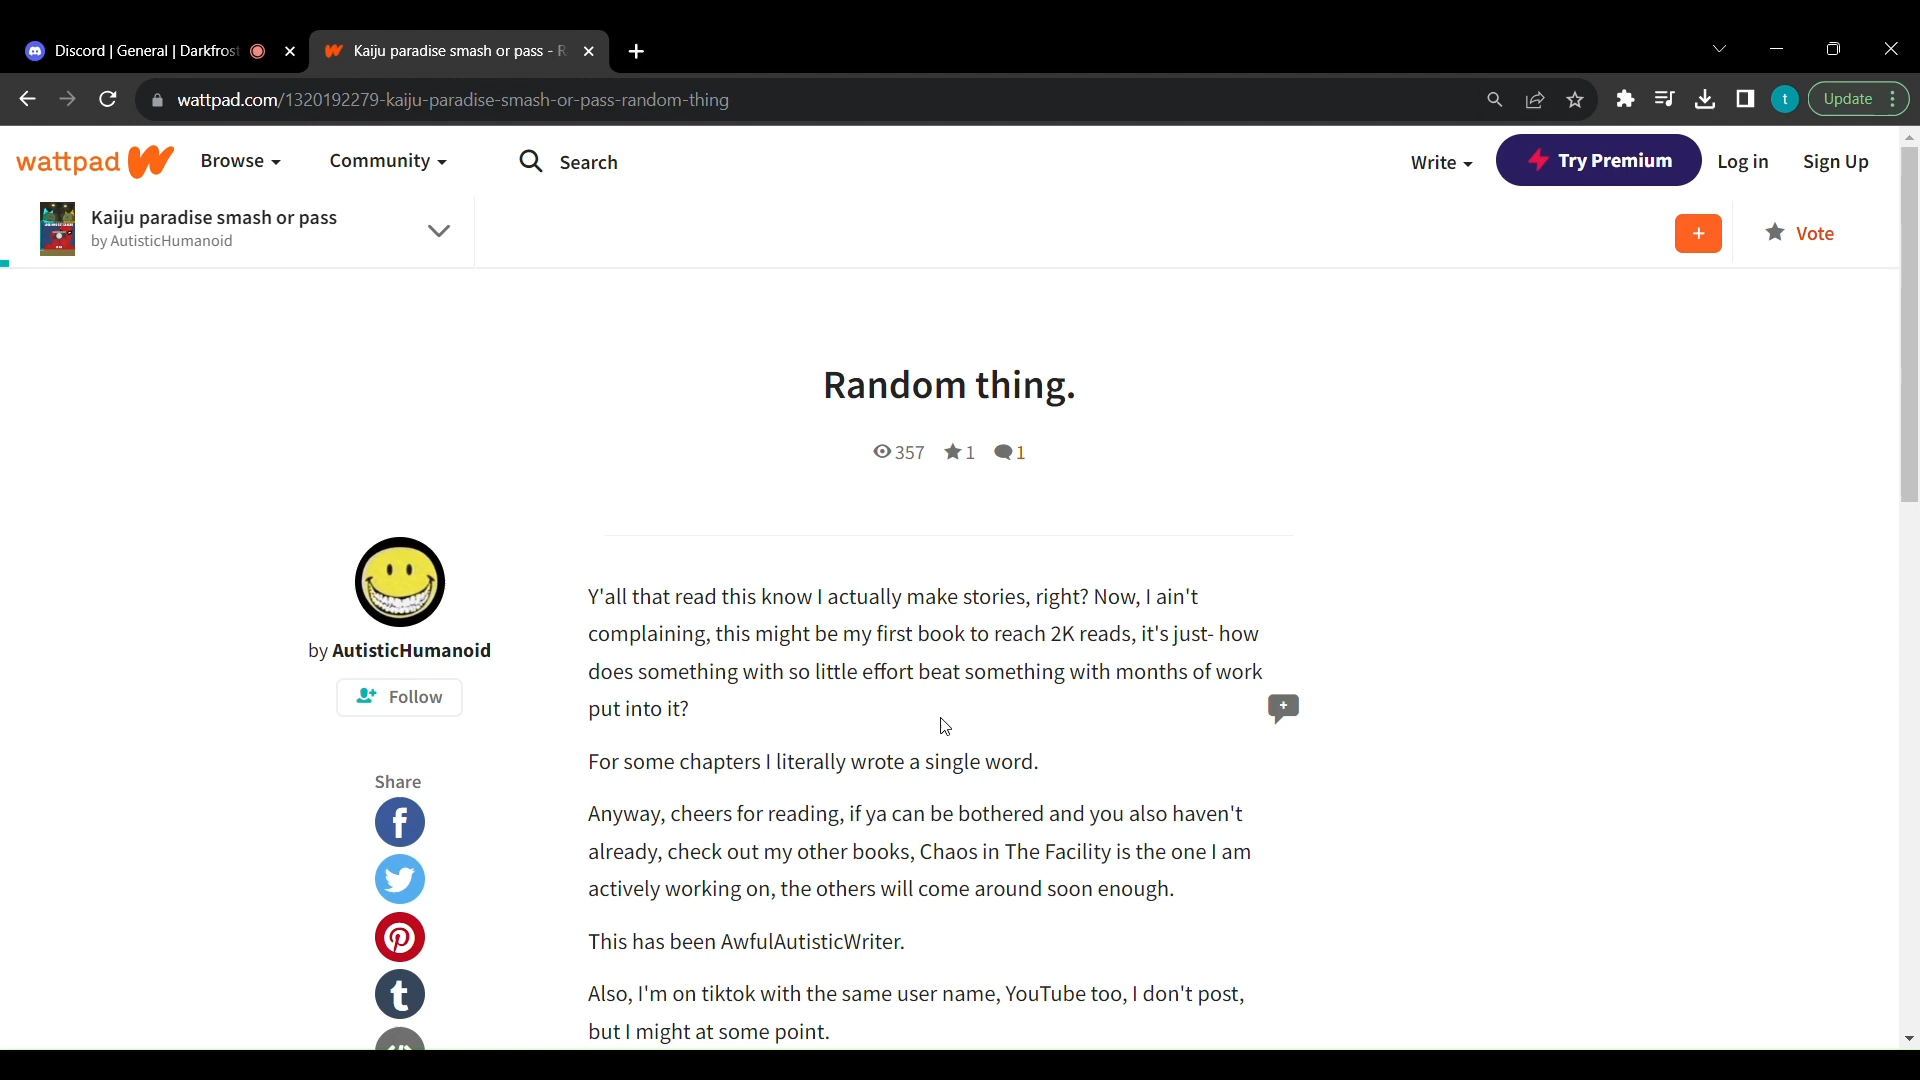 Discord | General | Darkfrost
Kaiju paradise smash or pass - R
wattpad.com/1320192279-kaiju-paradise-smash-or-pass-random-thing
t
Update
wattpad
Browse
Community
Search
Write
Try Premium
Log in
Sign Up
Kaiju paradise smash or pass
by AutisticHumanoid
+
Vote
Random thing.
357 1 1
by AutisticHumanoid
Follow
Share
Y'all that read this know I actually make stories, right? Now, I ain't
complaining, this might be my first book to reach 2K reads, it's just- how
does something with so little effort beat something with months of work
put into it?
For some chapters I literally wrote a single word.
Anyway, cheers for reading, if ya can be bothered and you also haven't
already, check out my other books, Chaos in The Facility is the one I am
actively working on, the others will come around soon enough.
This has been AwfulAutisticWriter.
Also, I'm on tiktok with the same user name, YouTube too, I don't post,
but I might at some point.